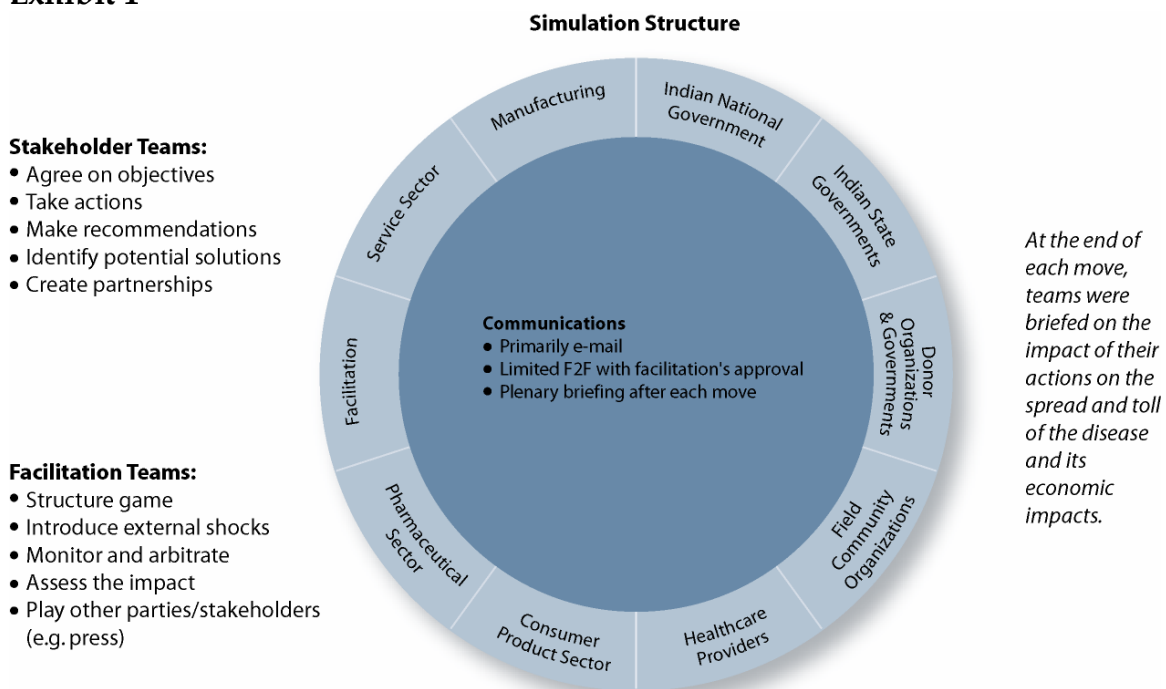 Exhibit 1
Simulation Structure
Stakeholder Teams:
• Agree on objectives
• Take actions
• Make recommendations
• Identify potential solutions
• Create partnerships
Facilitation Teams:
• Structure game
• Introduce external shocks
• Monitor and arbitrate
• Assess the impact
• Play other parties/stakeholders
(e.g. press)
Manufacturing
Indian National
Government
Indian State
Governments
Donor
Organizations
& Governments
Field
Community
Organizations
Healthcare
Providers
Consumer
Product Sector
Pharmaceutical
Sector
Facilitation
Service Sector
Communications
• Primarily e-mail
• Limited F2F with facilitation's approval
• Plenary briefing after each move
At the end of
each move,
teams were
briefed on the
impact of their
actions on the
spread and toll
of the disease
and its
economic
impacts.